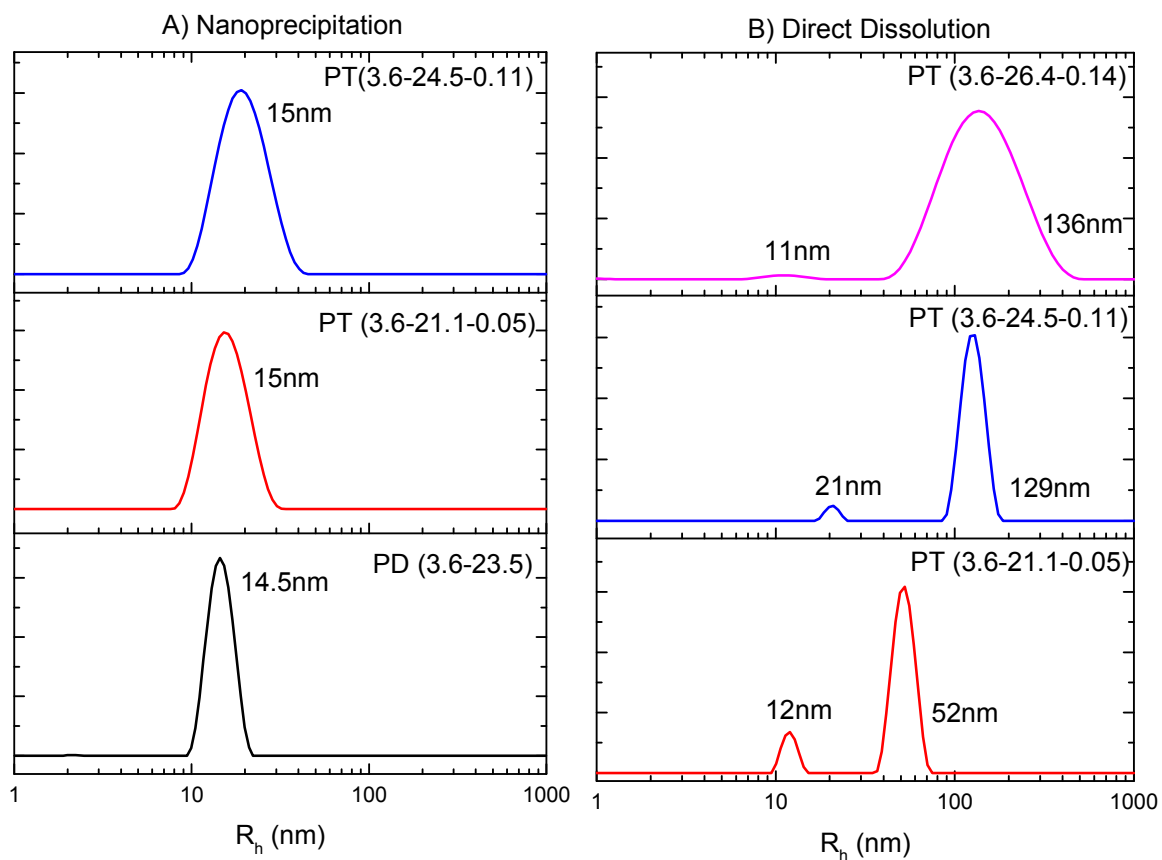 A) Nanoprecipitation
PT(3.6-24.5-0.11)
15nm
PT (3.6-21.1-0.05)
15nm
PD (3.6-23.5)
14.5nm
1 10 100 1000
R_h (nm)
B) Direct Dissolution
PT (3.6-26.4-0.14)
136nm
11nm
PT (3.6-24.5-0.11)
21nm
129nm
PT (3.6-21.1-0.05)
12nm
52nm
1 10 100 1000
R_h (nm)